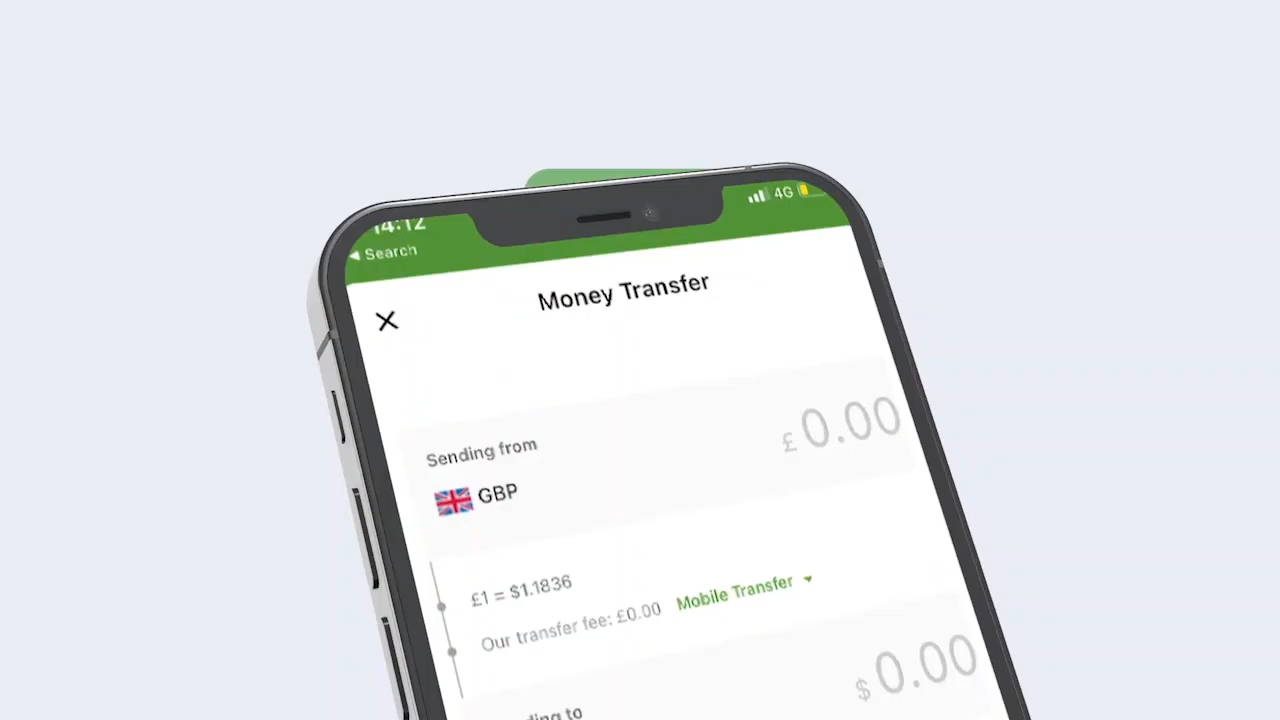 14:12
4G
Search
Money Transfer
Sending from
£ 0.00
GBP
£1 = $1.1836
Our transfer fee: £0.00 Mobile Transfer
$ 0.00
to